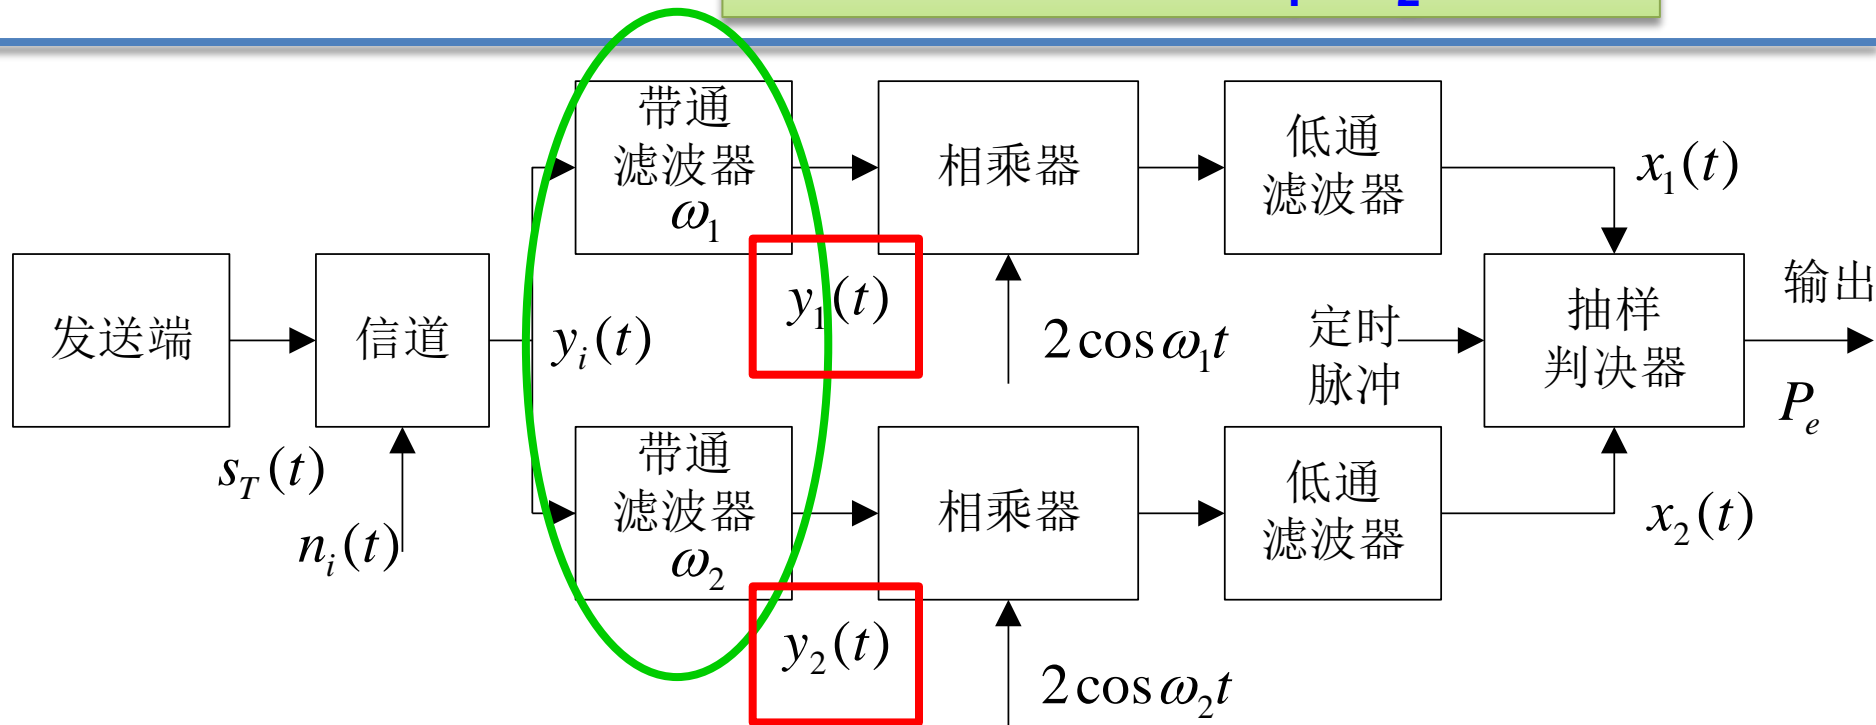 带通
滤波器
ω₁
相乘器
低通
滤波器
x₁(t)
y₁(t)
发送端
信道
yᵢ(t)
2cosω₁t
定时
脉冲
抽样
判决器
输出
Pₑ
s_T(t)
nᵢ(t)
带通
滤波器
ω₂
相乘器
低通
滤波器
x₂(t)
y₂(t)
2cosω₂t